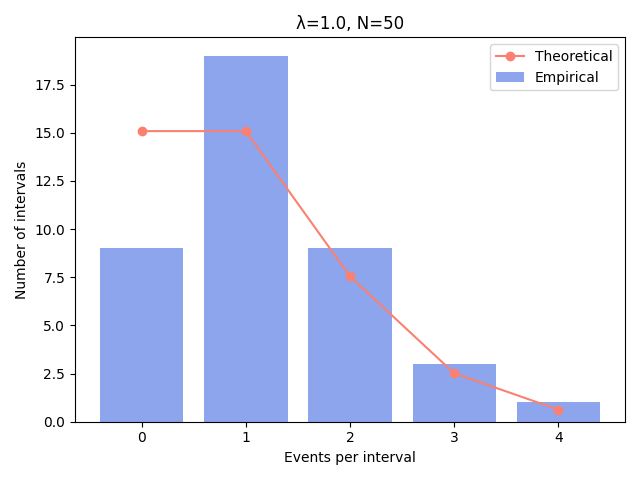 λ=1.0, N=50
Theoretical
Empirical
Number of intervals
17.5
15.0
12.5
10.0
7.5
5.0
2.5
0.0
0 1 2 3 4
Events per interval